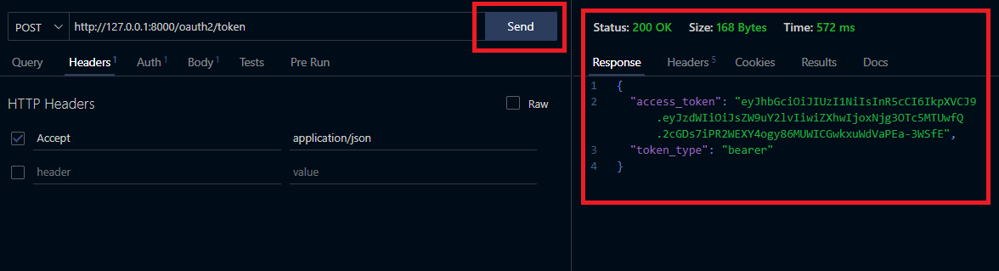 POST http://127.0.0.1:8000/oauth2/token Send
Query Headers 1 Auth 1 Body 1 Tests Pre Run
HTTP Headers Raw
Accept application/json
header value
Status: 200 OK Size: 168 Bytes Time: 572 ms
Response Headers 5 Cookies Results Docs
1 {
2 "access_token": "eyJhbGciOiJIUzI1NiIsInR5cCI6IkpXVCJ9
.eyJzdWIiOiJsZW9uY2lvIiwiZXhwIjoxNjg3OTc5MTUwfQ
.2cGDs7iPR2WEXY4ogy86MUWICGwkxuWdVaPEa-3WSfE",
3 "token_type": "bearer"
4 }